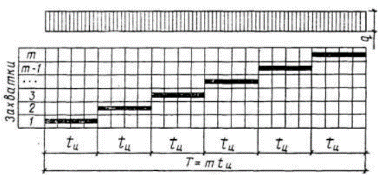 q
Захватки
m
m-1
...
3
2
1
tц tц tц tц tц tц
T = m tц